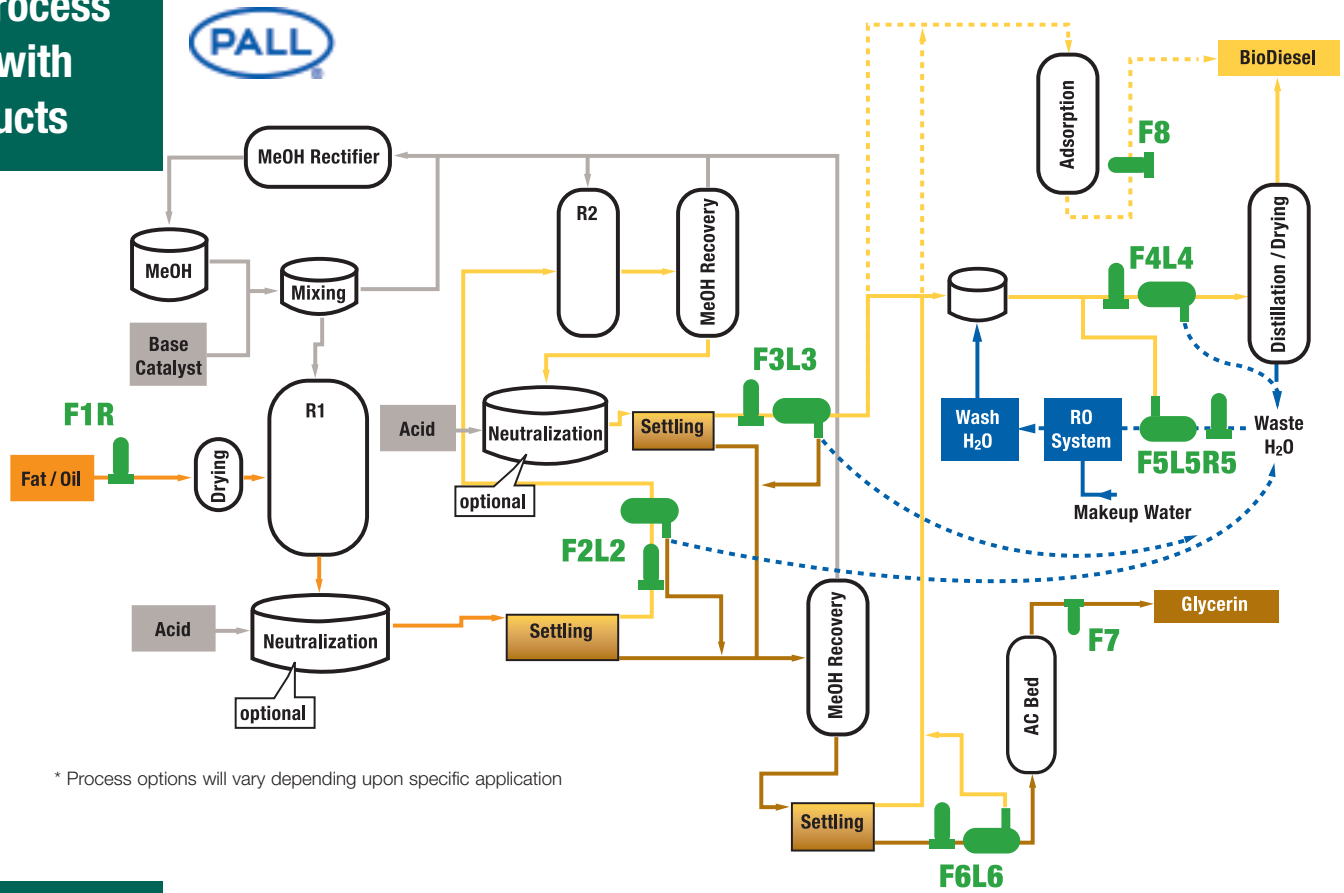 rocess
with
ucts
PALL
®
BioDiesel
MeOH Rectifier
Adsorption
F8
R2
MeOH Recovery
MeOH
Mixing
F4L4
Distillation / Drying
Base
Catalyst
F3L3
F1R
R1
Acid
Neutralization
Settling
Wash
H₂O
RO
System
Waste
H₂O
F5L5R5
Fat / Oil
Drying
optional
Makeup Water
F2L2
Acid
Neutralization
Settling
MeOH Recovery
Glycerin
F7
AC Bed
optional
* Process options will vary depending upon specific application
Settling
F6L6